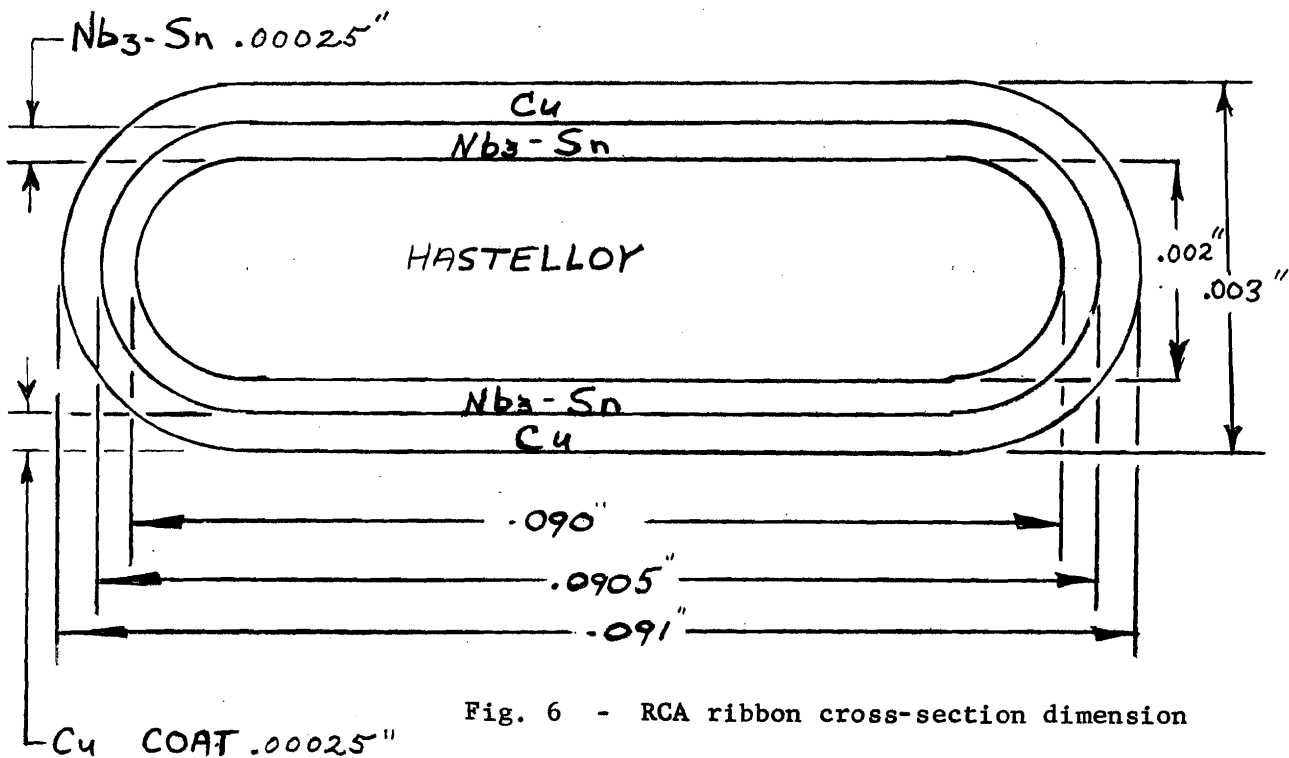 Nb3-Sn .00025"
Cu
Nb3-Sn
HASTELLOY
.002"
.003"
Nb3-Sn
Cu
.090"
.0905"
.091"
Fig. 6 - RCA ribbon cross-section dimension
Cu COAT .00025"